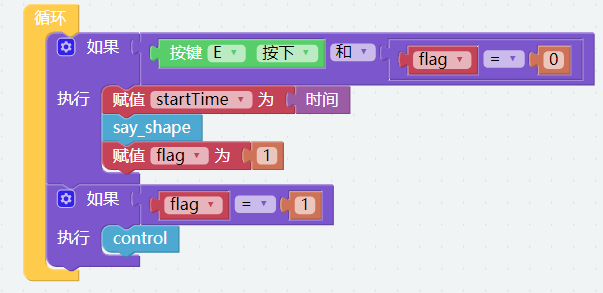 循环
如果 按键 E 按下 和 flag = 0
执行 赋值 startTime 为 时间
say_shape
赋值 flag 为 1
如果 flag = 1
执行 control